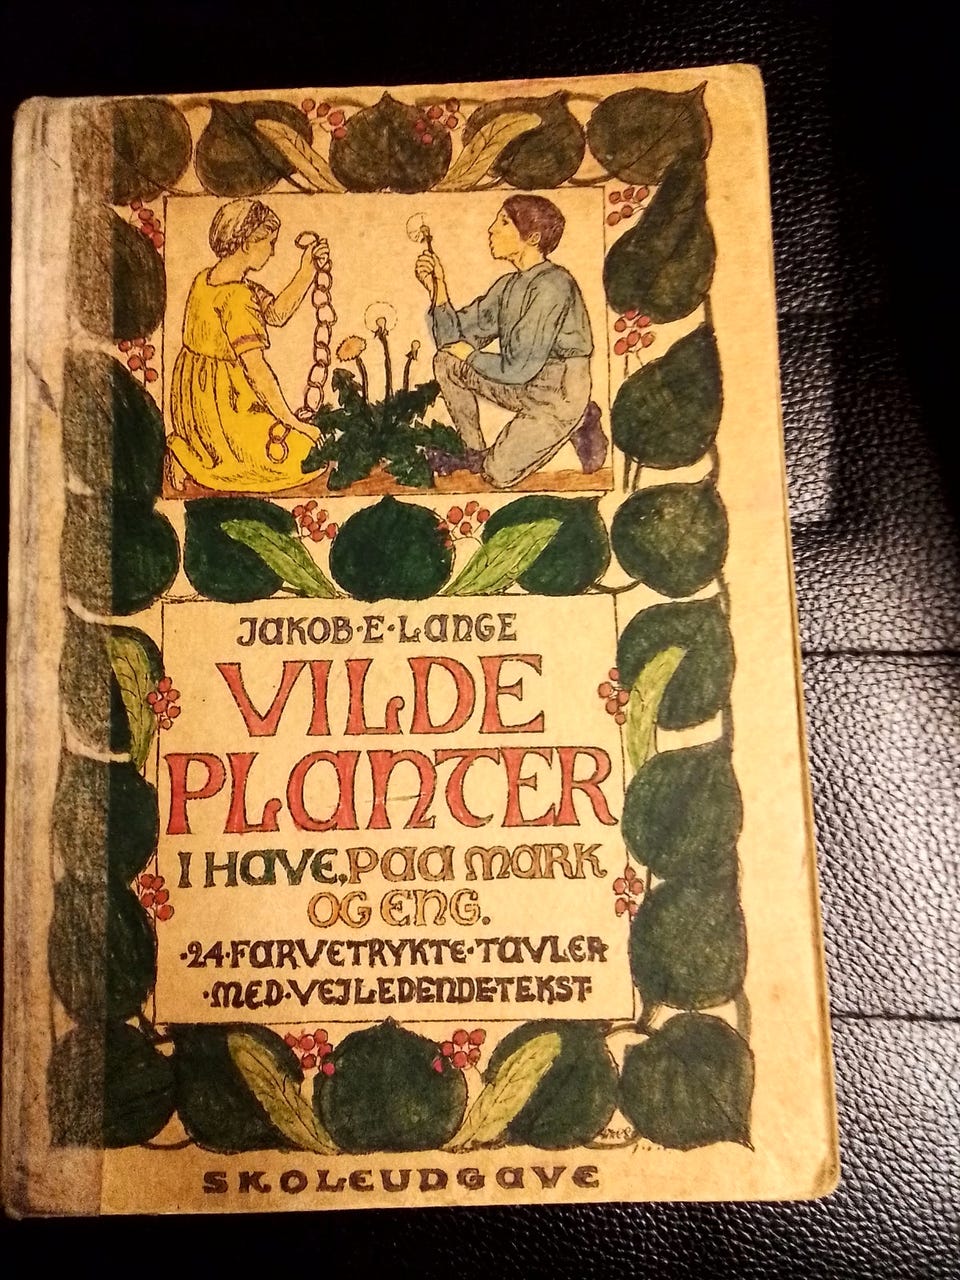 JAKOB·E·LANGE
VILDE
PLANTER
I HAVE, PAA MARK
OG ENG.
·24·FARVETRYKTE·TAVLER
·MED·VEJLEDENDE·TEKST
SKOLEUDGAVE